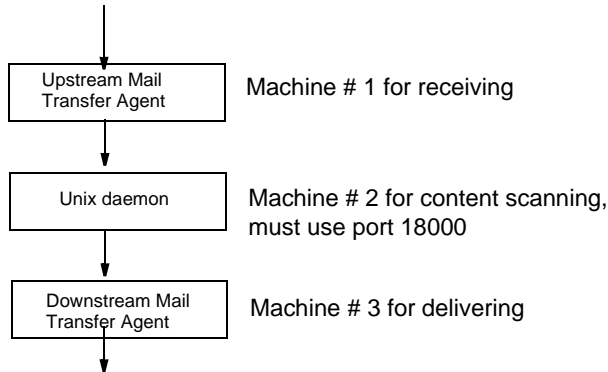 Upstream Mail
Transfer Agent
Machine # 1 for receiving
Unix daemon
Machine # 2 for content scanning,
must use port 18000
Downstream Mail
Transfer Agent
Machine # 3 for delivering